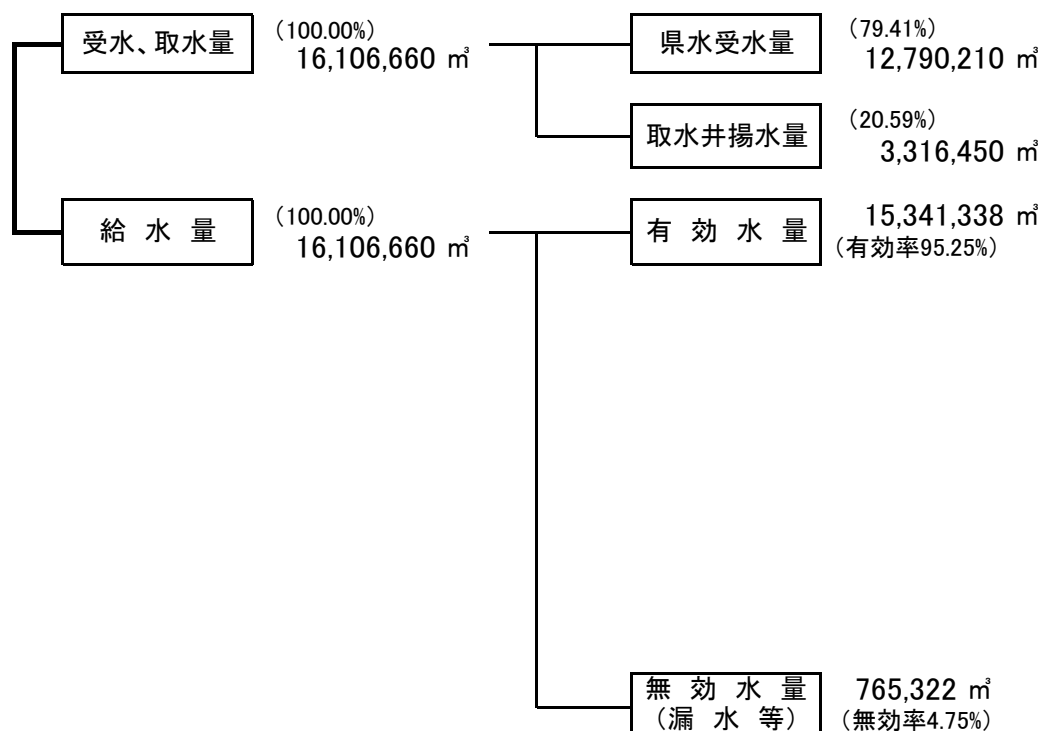 受水、取水量
（100.00%）
16,106,660 ㎥
県水受水量
（79.41%）
12,790,210 ㎥
取水井揚水量
（20.59%）
3,316,450 ㎥
給 水 量
（100.00%）
16,106,660 ㎥
有 効 水 量
15,341,338 ㎥
（有効率95.25%）
無 効 水 量
（漏 水 等）
765,322 ㎥
（無効率4.75%）